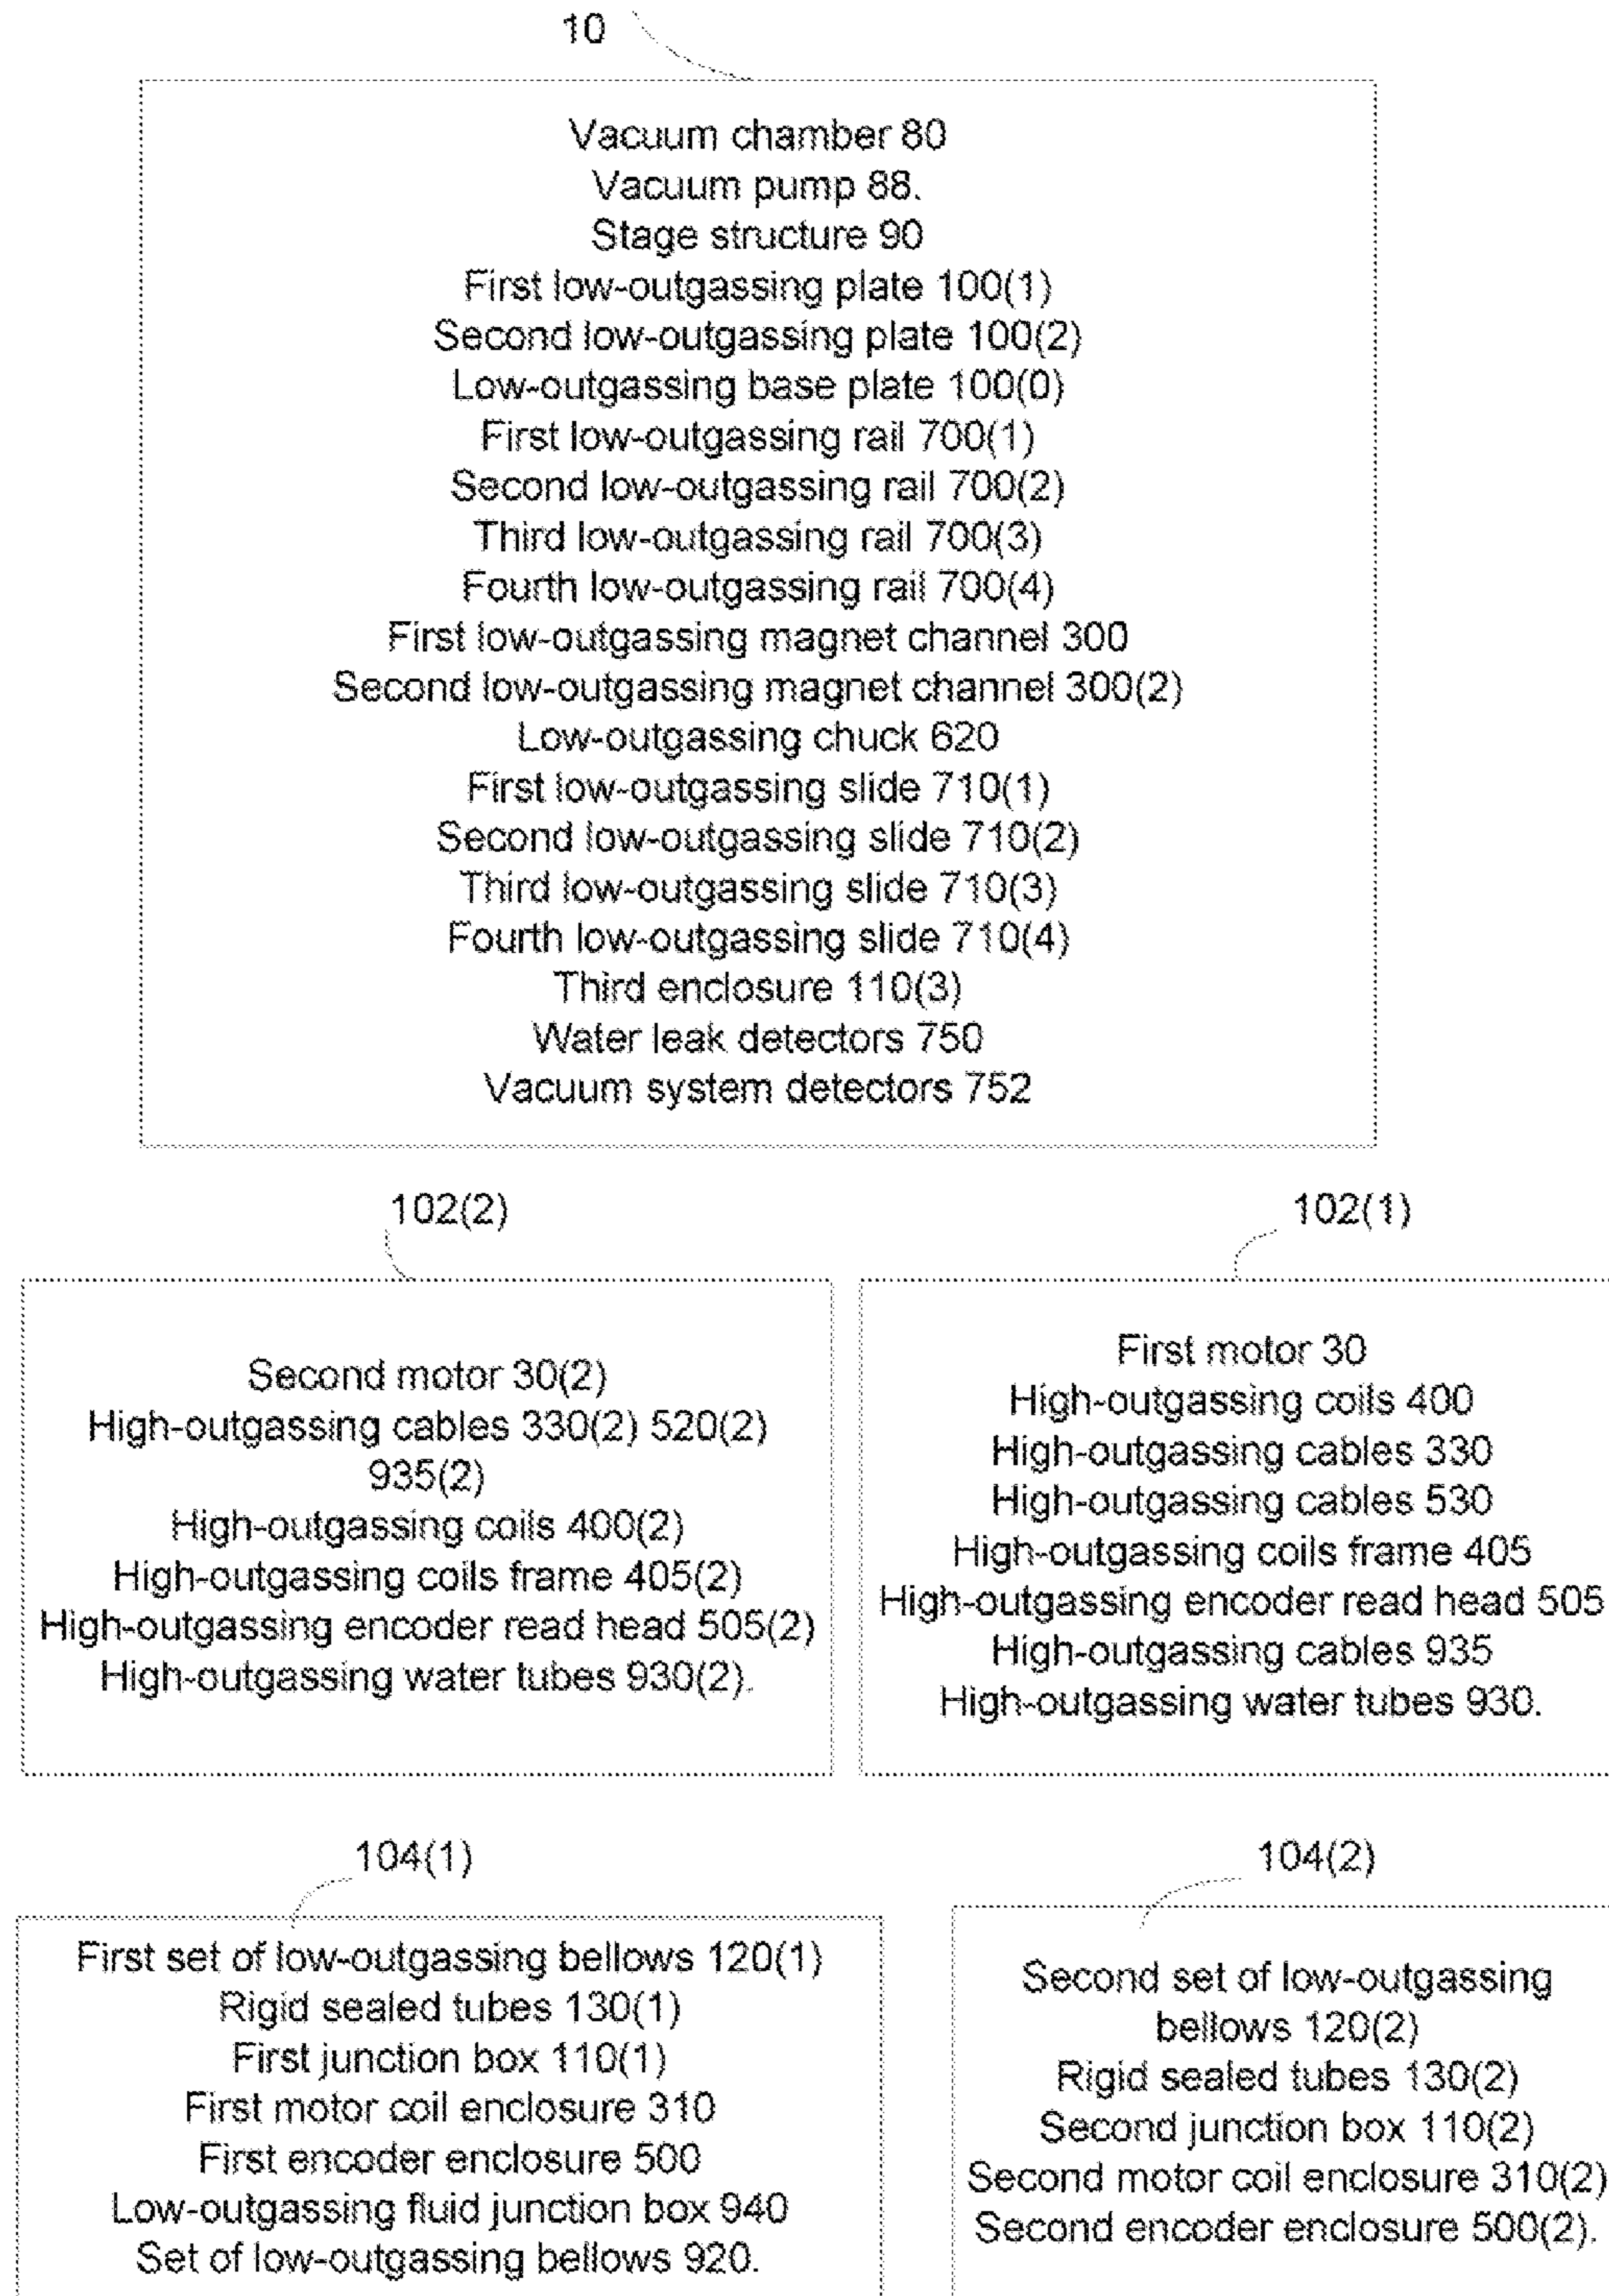 10
Vacuum chamber 80
Vacuum pump 88.
Stage structure 90
First low-outgassing plate 100(1)
Second low-outgassing plate 100(2)
Low-outgassing base plate 100(0)
First low-outgassing rail 700(1)
Second low-outgassing rail 700(2)
Third low-outgassing rail 700(3)
Fourth low-outgassing rail 700(4)
First low-outgassing magnet channel 300
Second low-outgassing magnet channel 300(2)
Low-outgassing chuck 620
First low-outgassing slide 710(1)
Second low-outgassing slide 710(2)
Third low-outgassing slide 710(3)
Fourth low-outgassing slide 710(4)
Third enclosure 110(3)
Water leak detectors 750
Vacuum system detectors 752
102(2)
Second motor 30(2)
High-outgassing cables 330(2) 520(2)
935(2)
High-outgassing coils 400(2)
High-outgassing coils frame 405(2)
High-outgassing encoder read head 505(2)
High-outgassing water tubes 930(2).
102(1)
First motor 30
High-outgassing coils 400
High-outgassing cables 330
High-outgassing cables 530
High-outgassing coils frame 405
High-outgassing encoder read head 505
High-outgassing cables 935
High-outgassing water tubes 930.
104(1)
First set of low-outgassing bellows 120(1)
Rigid sealed tubes 130(1)
First junction box 110(1)
First motor coil enclosure 310
First encoder enclosure 500
Low-outgassing fluid junction box 940
Set of low-outgassing bellows 920.
104(2)
Second set of low-outgassing
bellows 120(2)
Rigid sealed tubes 130(2)
Second junction box 110(2)
Second motor coil enclosure 310(2)
Second encoder enclosure 500(2).